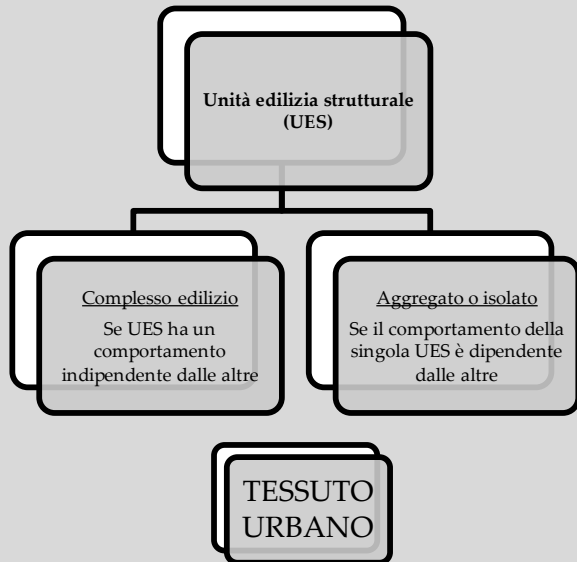 Unità edilizia strutturale
(UES)
Complesso edilizio
Se UES ha un
comportamento
indipendente dalle altre
Aggregato o isolato
Se il comportamento della
singola UES è dipendente
dalle altre
TESSUTO
URBANO